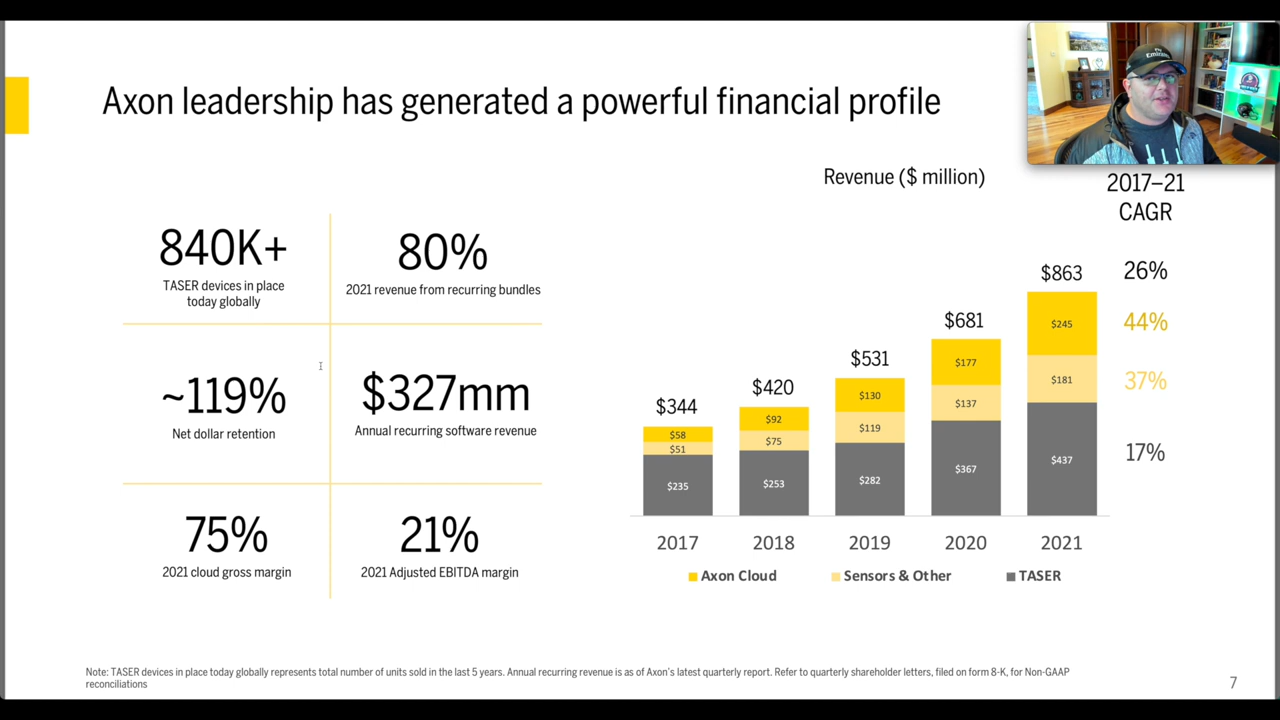 Axon leadership has generated a powerful financial profile
840K+
TASER devices in place
today globally
80%
2021 revenue from recurring bundles
~119%
Net dollar retention
$327mm
Annual recurring software revenue
75%
2021 cloud gross margin
21%
2021 Adjusted EBITDA margin
Revenue ($ million)
2017–21
CAGR
$344
$58
$51
$235
$420
$92
$75
$253
$531
$130
$119
$282
$681
$177
$137
$367
$863
$245
$181
$437
26%
44%
37%
17%
2017 2018 2019 2020 2021
Axon Cloud Sensors & Other TASER
Note: TASER devices in place today globally represents total number of units sold in the last 5 years. Annual recurring revenue is as of Axon's latest quarterly report. Refer to quarterly shareholder letters, filed on form 8-K, for Non-GAAP
reconciliations
7